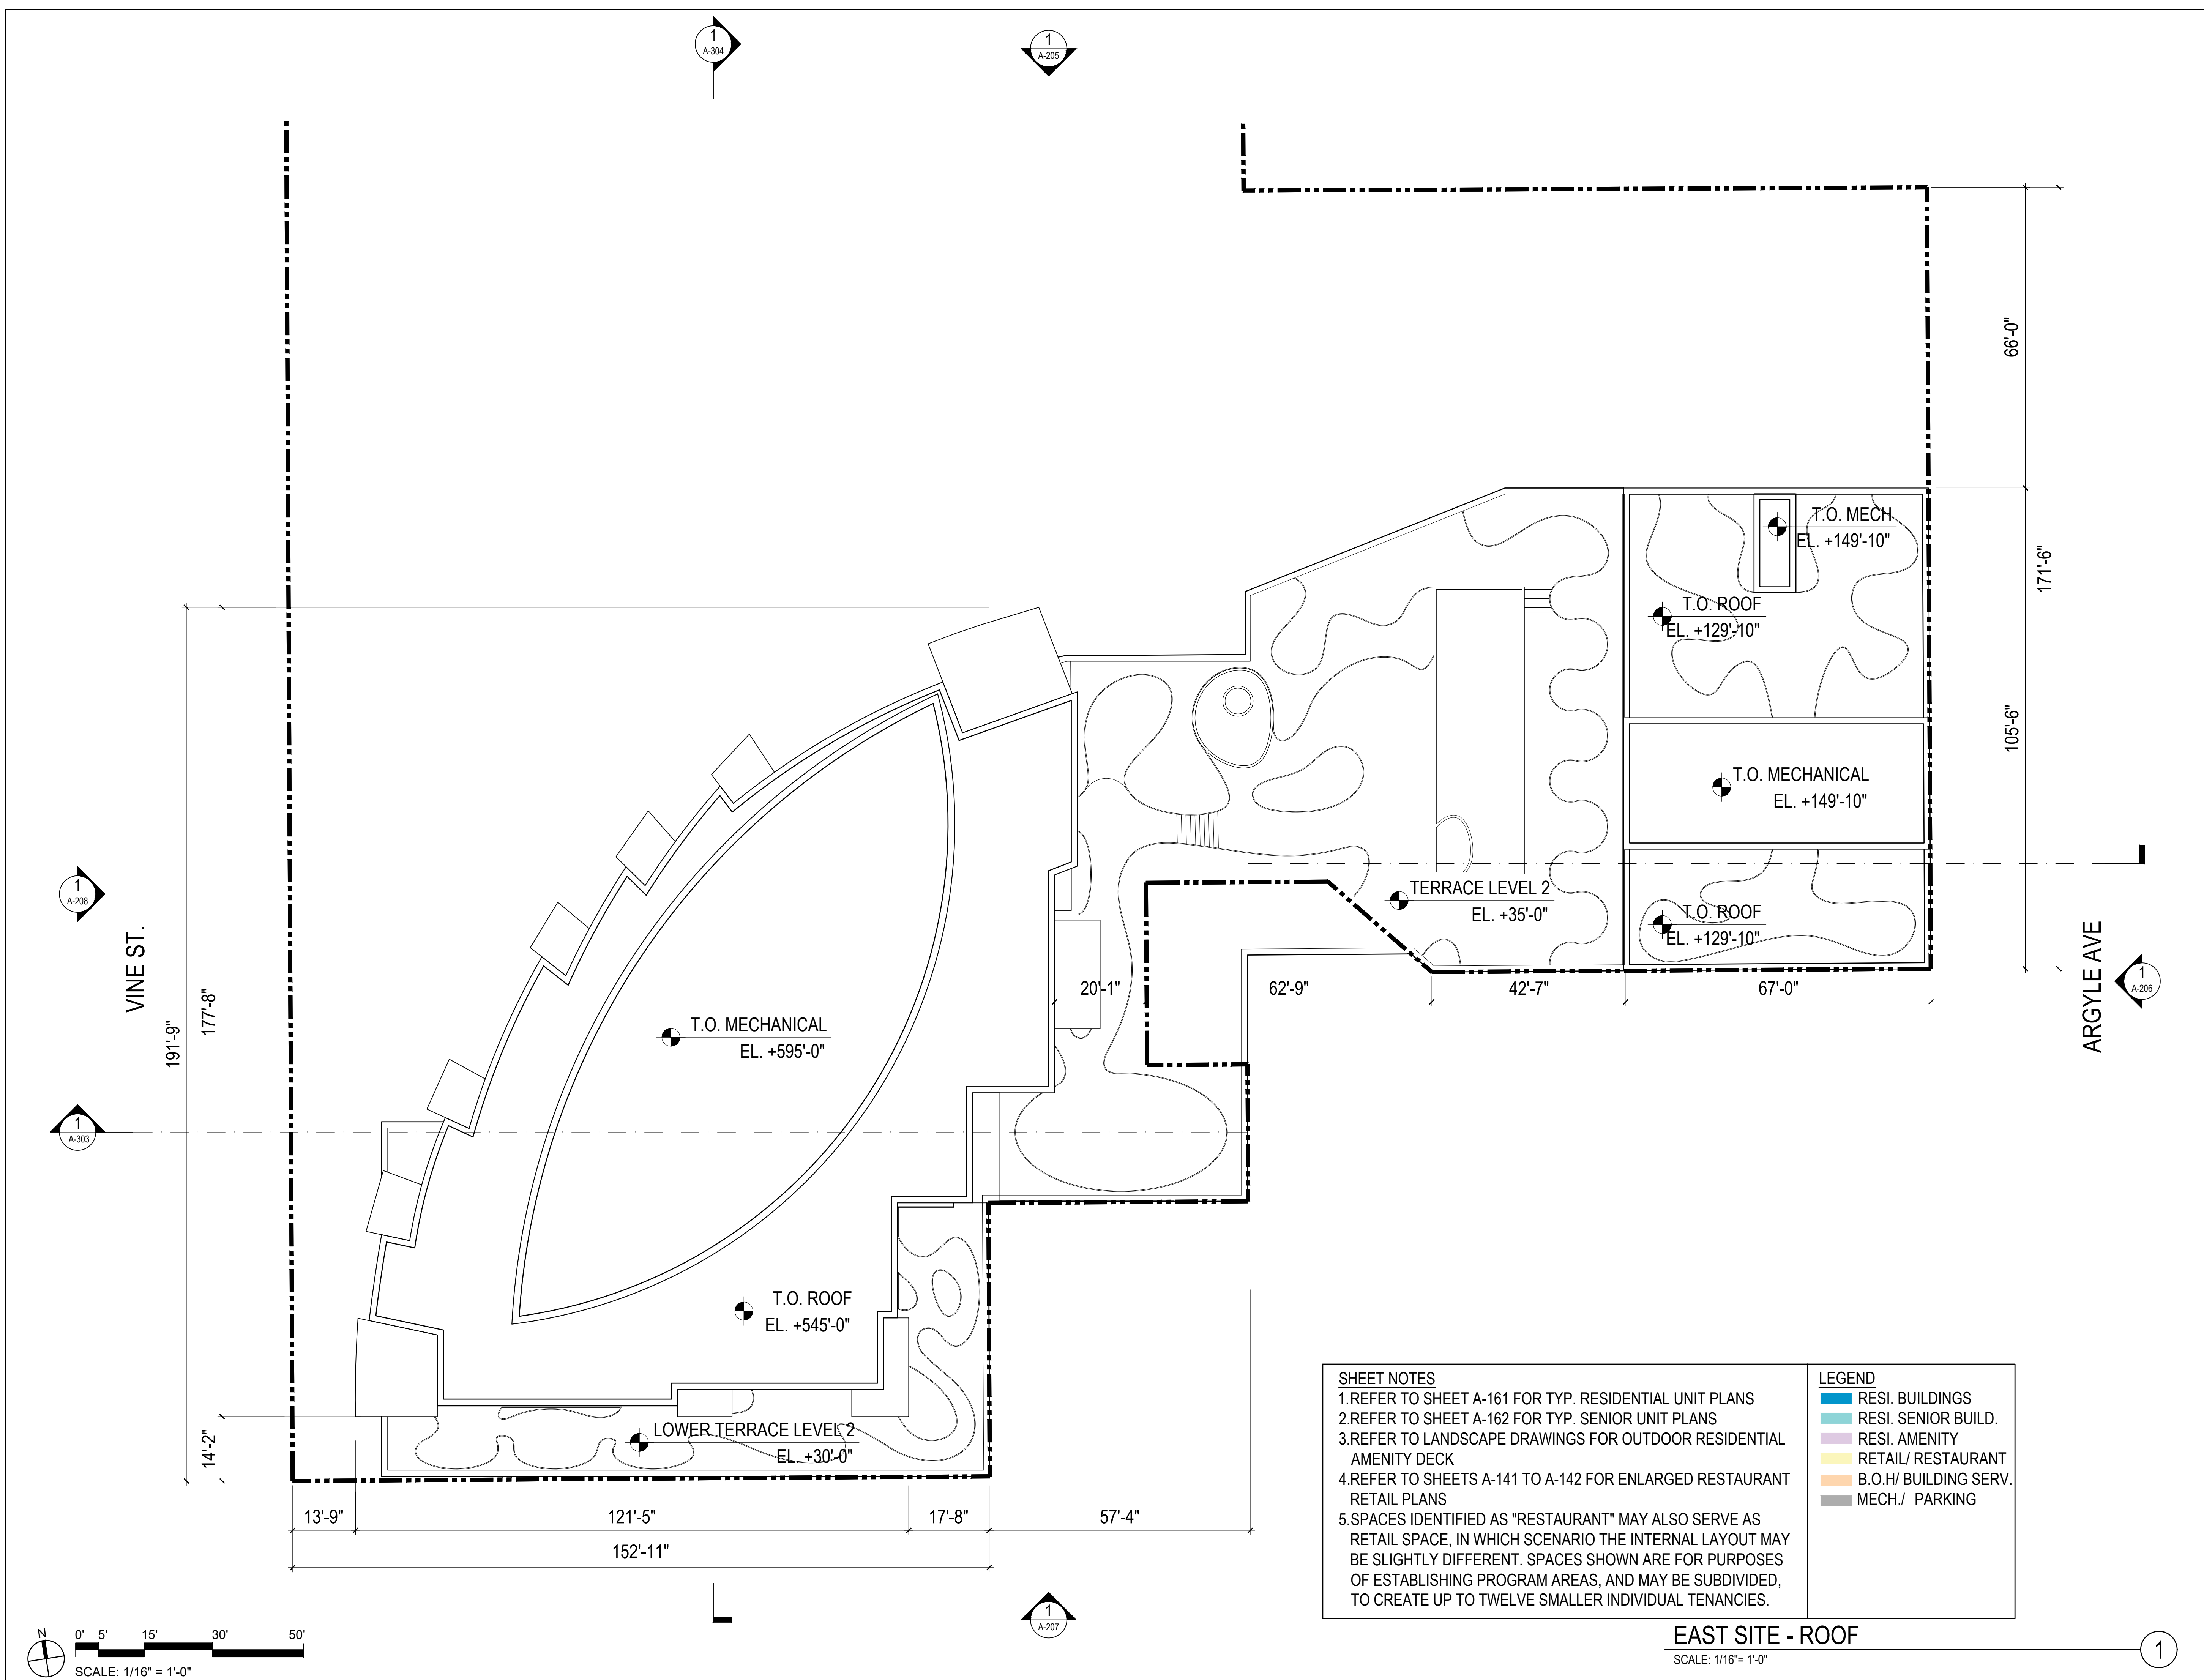 1
A-304
1
A-205
66'-0"
171'-6"
T.O. MECH
EL. +149'-10"
T.O. ROOF
EL. +129'-10"
105'-6"
T.O. MECHANICAL
EL. +149'-10"
1
A-208
VINE ST.
TERRACE LEVEL 2
EL. +35'-0"
T.O. ROOF
EL. +129'-10"
ARGYLE AVE
1
A-206
20'-1"
62'-9"
42'-7"
67'-0"
191'-9"
177'-8"
T.O. MECHANICAL
EL. +595'-0"
1
A-303
T.O. ROOF
EL. +545'-0"
14'-2"
LOWER TERRACE LEVEL 2
EL. +30'-0"
13'-9"
121'-5"
17'-8"
57'-4"
152'-11"
SHEET NOTES
1.REFER TO SHEET A-161 FOR TYP. RESIDENTIAL UNIT PLANS
2.REFER TO SHEET A-162 FOR TYP. SENIOR UNIT PLANS
3.REFER TO LANDSCAPE DRAWINGS FOR OUTDOOR RESIDENTIAL
AMENITY DECK
4.REFER TO SHEETS A-141 TO A-142 FOR ENLARGED RESTAURANT
RETAIL PLANS
5.SPACES IDENTIFIED AS "RESTAURANT" MAY ALSO SERVE AS
RETAIL SPACE, IN WHICH SCENARIO THE INTERNAL LAYOUT MAY
BE SLIGHTLY DIFFERENT. SPACES SHOWN ARE FOR PURPOSES
OF ESTABLISHING PROGRAM AREAS, AND MAY BE SUBDIVIDED,
TO CREATE UP TO TWELVE SMALLER INDIVIDUAL TENANCIES.
LEGEND
RESI. BUILDINGS
RESI. SENIOR BUILD.
RESI. AMENITY
RETAIL/ RESTAURANT
B.O.H/ BUILDING SERV.
MECH./ PARKING
1
A-207
N
0' 5' 15' 30' 50'
SCALE: 1/16" = 1'-0"
EAST SITE - ROOF
SCALE: 1/16"= 1'-0"
1